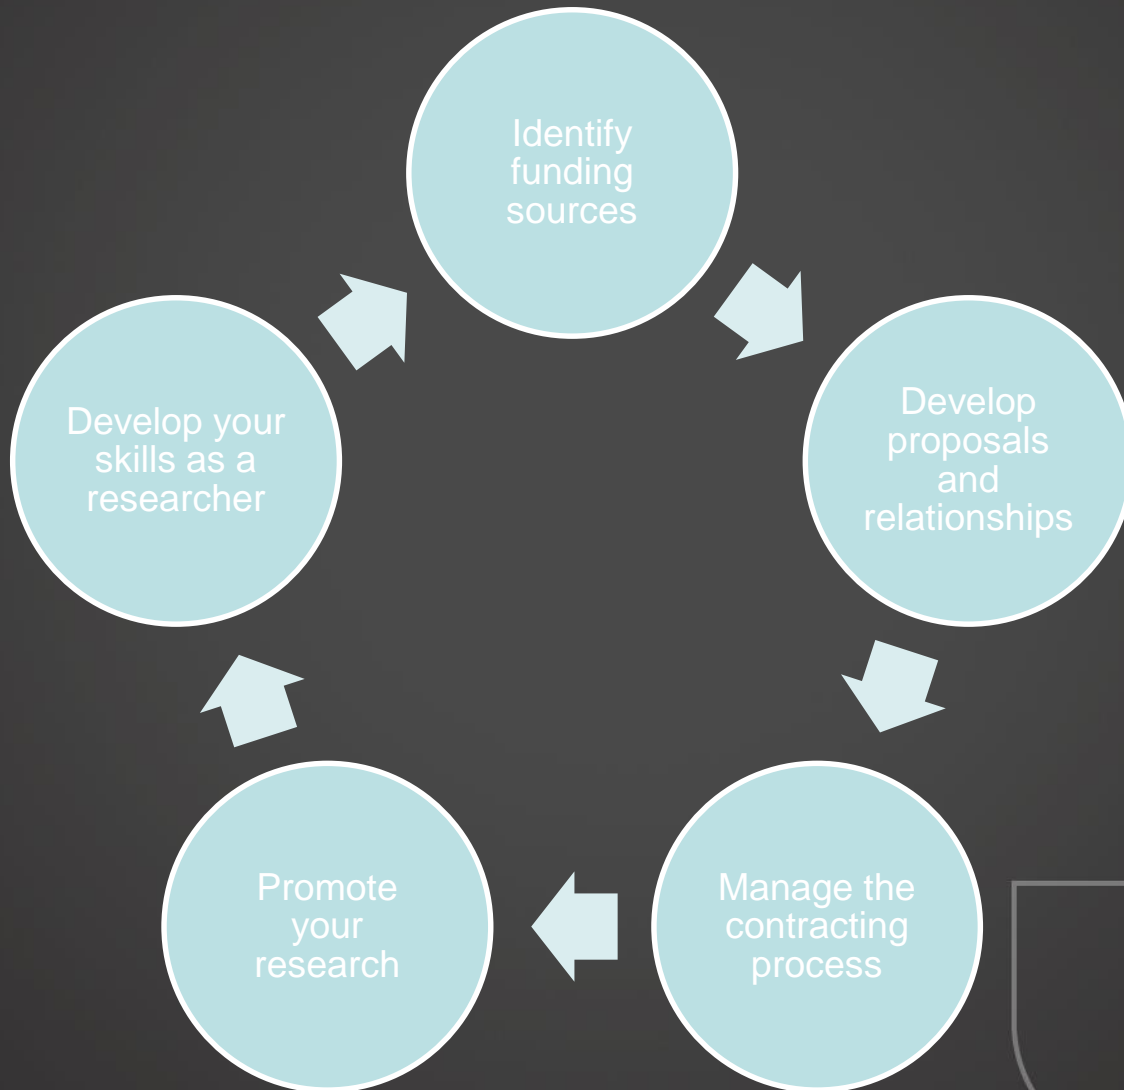 Identify
funding
sources
Develop
proposals
and
relationships
Manage the
contracting
process
Promote
your
research
Develop your
skills as a
researcher